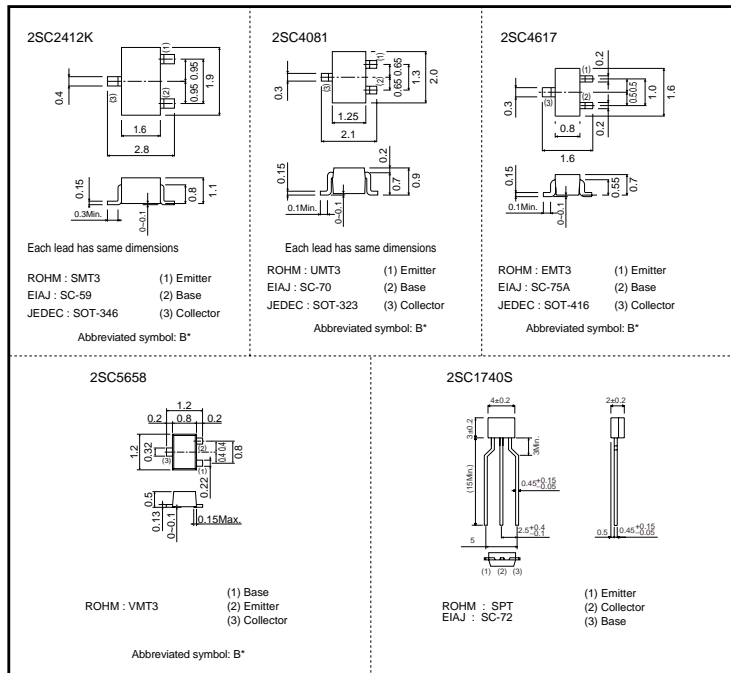 2SC2412K
(1)
(2)
(3)
0.4
0.95 0.95
1.9
1.6
2.8
0.15
0.3Min.
0~0.1
0.8
1.1
Each lead has same dimensions
ROHM : SMT3
(1) Emitter
EIAJ : SC-59
(2) Base
JEDEC : SOT-346
(3) Collector
Abbreviated symbol: B*
2SC4081
(1)
(2)
(3)
0.3
0.65 0.65
1.3
2.0
1.25
2.1
0.2
0.15
0.1Min.
0~0.1
0.7
0.9
Each lead has same dimensions
ROHM : UMT3
(1) Emitter
EIAJ : SC-70
(2) Base
JEDEC : SOT-323
(3) Collector
Abbreviated symbol: B*
2SC4617
0.2
(1)
(2)
(3)
0.3
0.5 0.5
1.0
1.6
0.8
0.2
1.6
0.15
0.1Min.
0~0.1
0.55
0.7
ROHM : EMT3
(1) Emitter
EIAJ : SC-75A
(2) Base
JEDEC : SOT-416
(3) Collector
Abbreviated symbol: B*
2SC5658
1.2
0.2 0.8 0.2
1.2
0.32
(3)
(2)
(1)
0.4 0.4
0.8
0.22
0.5
0.13
0~0.1
0.15Max.
ROHM : VMT3
(1) Base
(2) Emitter
(3) Collector
Abbreviated symbol: B*
2SC1740S
4±0.2
2±0.2
3±0.2
3Min.
(15Min.)
0.45+0.15−0.05
2.5+0.4−0.1
5
0.5
0.45+0.15−0.05
(1) (2) (3)
ROHM : SPT
EIAJ : SC-72
(1) Emitter
(2) Collector
(3) Base